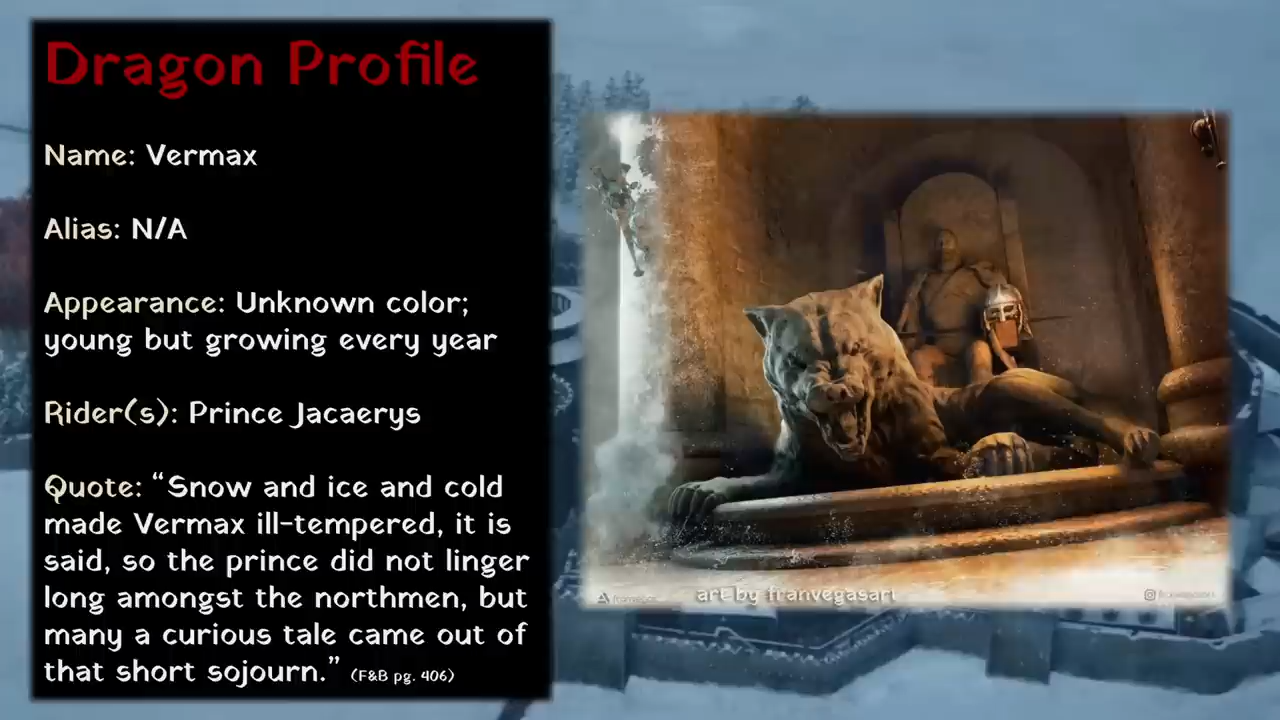 Dragon Profile
Name: Vermax
Alias: N/A
Appearance: Unknown color;
young but growing every year
Rider(s): Prince Jacaerys
Quote: “Snow and ice and cold
made Vermax ill-tempered, it is
said, so the prince did not linger
long amongst the northmen, but
many a curious tale came out of
that short sojourn.” (F&B pg. 406)
art by franvegasart